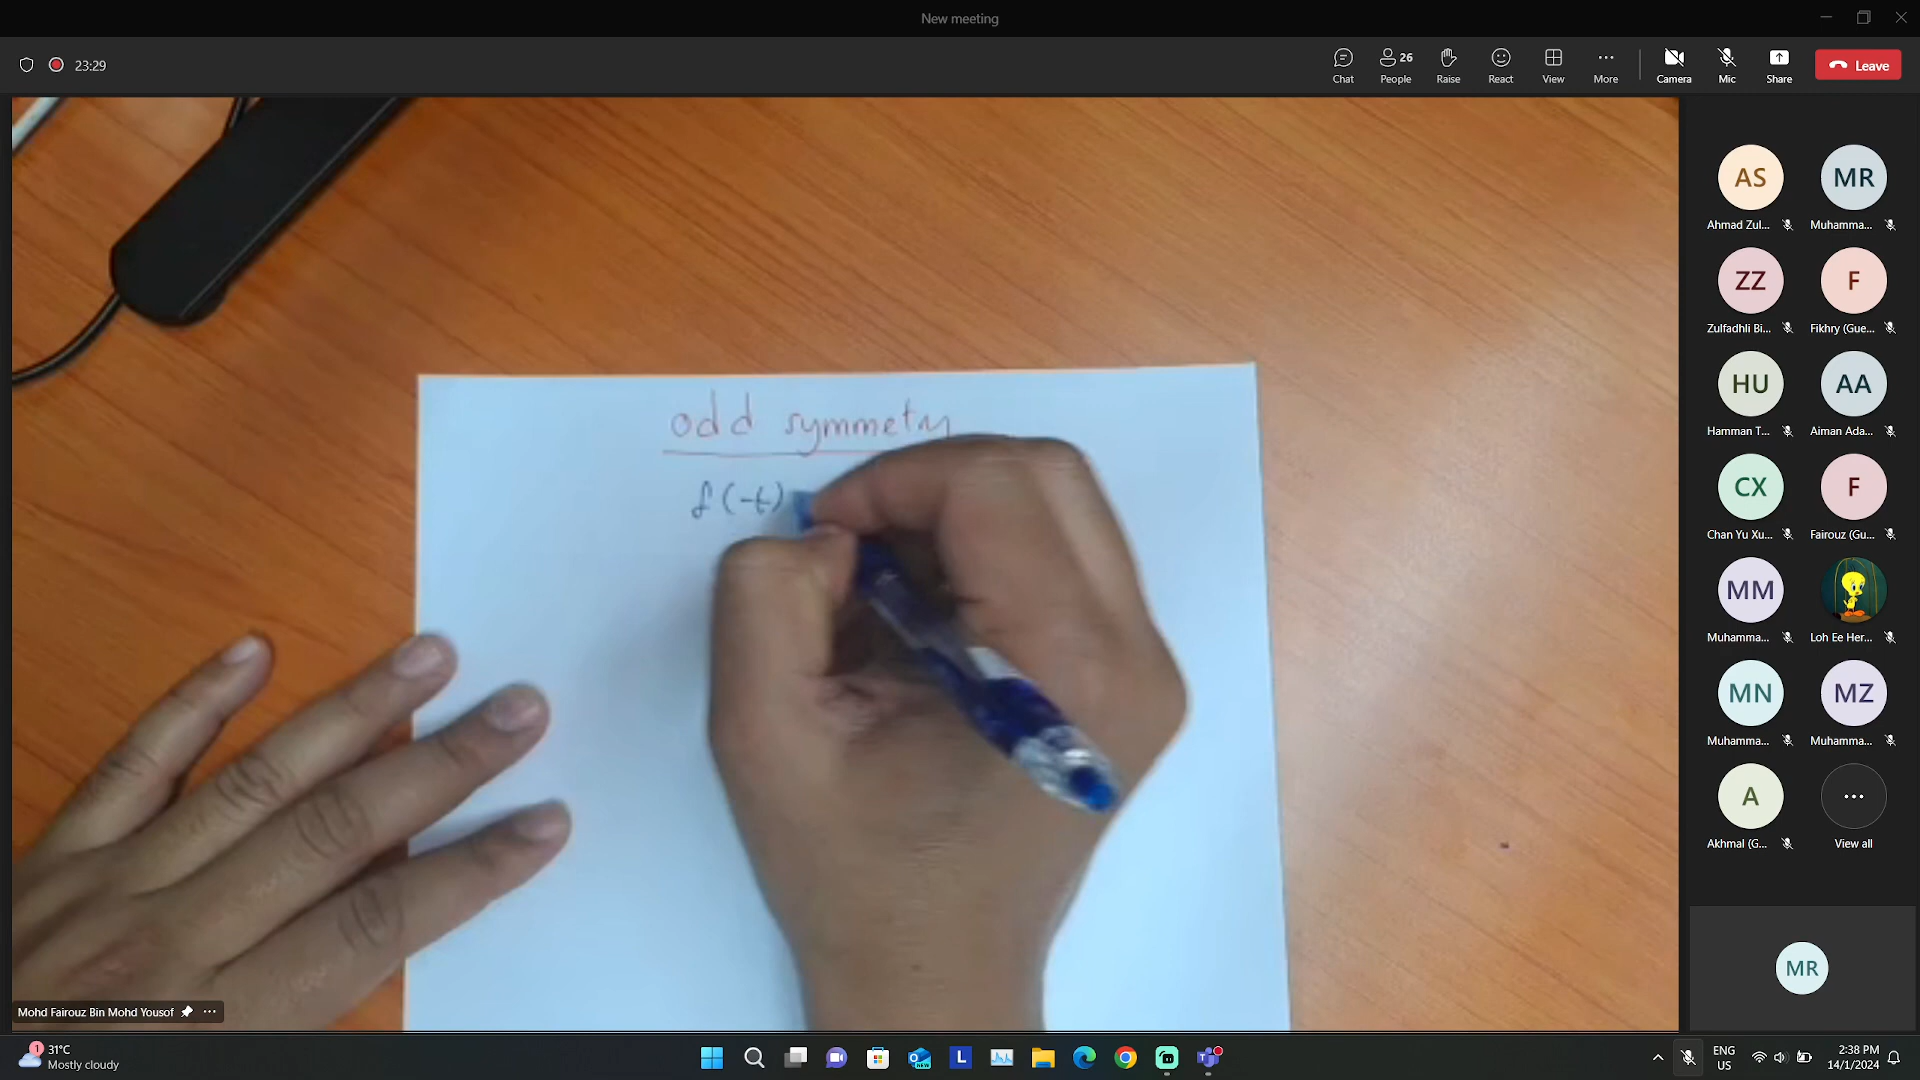 New meeting
23:29
Chat
26
People
Raise
React
View
More
Camera
Mic
Share
Leave
AS
MR
Ahmad Zul...
Muhamma...
ZZ
F
Zulfadhli Bi...
Fikhry (Gue...
HU
AA
Hamman T...
Aiman Ada...
CX
F
Chan Yu Xu...
Fairouz (Gu...
MM
Muhamma...
Loh Ee Her...
MN
MZ
Muhamma...
Muhamma...
A
Akhmal (G...
View all
MR
odd symmetry
f(-t)
Mohd Fairouz Bin Mohd Yousof
1
31°C
Mostly cloudy
NEW
L
ENG
US
2:38 PM
14/1/2024